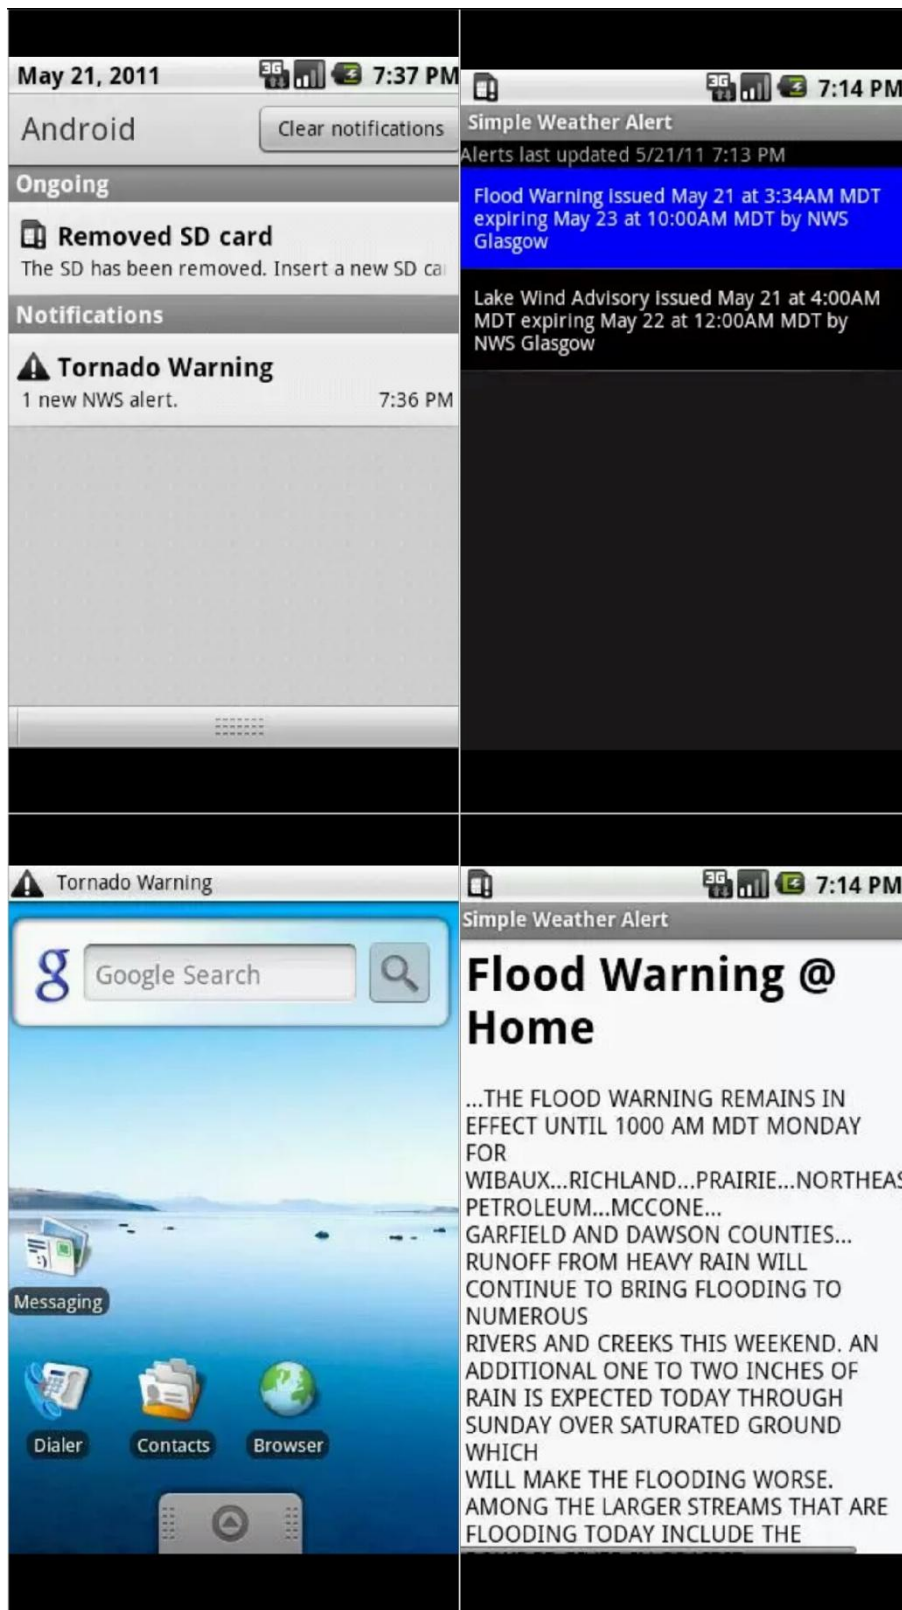 May 21, 2011 3G 7:37 PM
Android Clear notifications
Ongoing
Removed SD card
The SD has been removed. Insert a new SD ca
Notifications
Tornado Warning
1 new NWS alert. 7:36 PM
3G 7:14 PM
Simple Weather Alert
Alerts last updated 5/21/11 7:13 PM
Flood Warning issued May 21 at 3:34AM MDT
expiring May 23 at 10:00AM MDT by NWS
Glasgow
Lake Wind Advisory issued May 21 at 4:00AM
MDT expiring May 22 at 12:00AM MDT by
NWS Glasgow
Tornado Warning
g Google Search
Messaging
Dialer Contacts Browser
3G 7:14 PM
Simple Weather Alert
Flood Warning @
Home
...THE FLOOD WARNING REMAINS IN
EFFECT UNTIL 1000 AM MDT MONDAY
FOR
WIBAUX...RICHLAND...PRAIRIE...NORTHEAS
PETROLEUM...MCCONE...
GARFIELD AND DAWSON COUNTIES...
RUNOFF FROM HEAVY RAIN WILL
CONTINUE TO BRING FLOODING TO
NUMEROUS
RIVERS AND CREEKS THIS WEEKEND. AN
ADDITIONAL ONE TO TWO INCHES OF
RAIN IS EXPECTED TODAY THROUGH
SUNDAY OVER SATURATED GROUND
WHICH
WILL MAKE THE FLOODING WORSE.
AMONG THE LARGER STREAMS THAT ARE
FLOODING TODAY INCLUDE THE